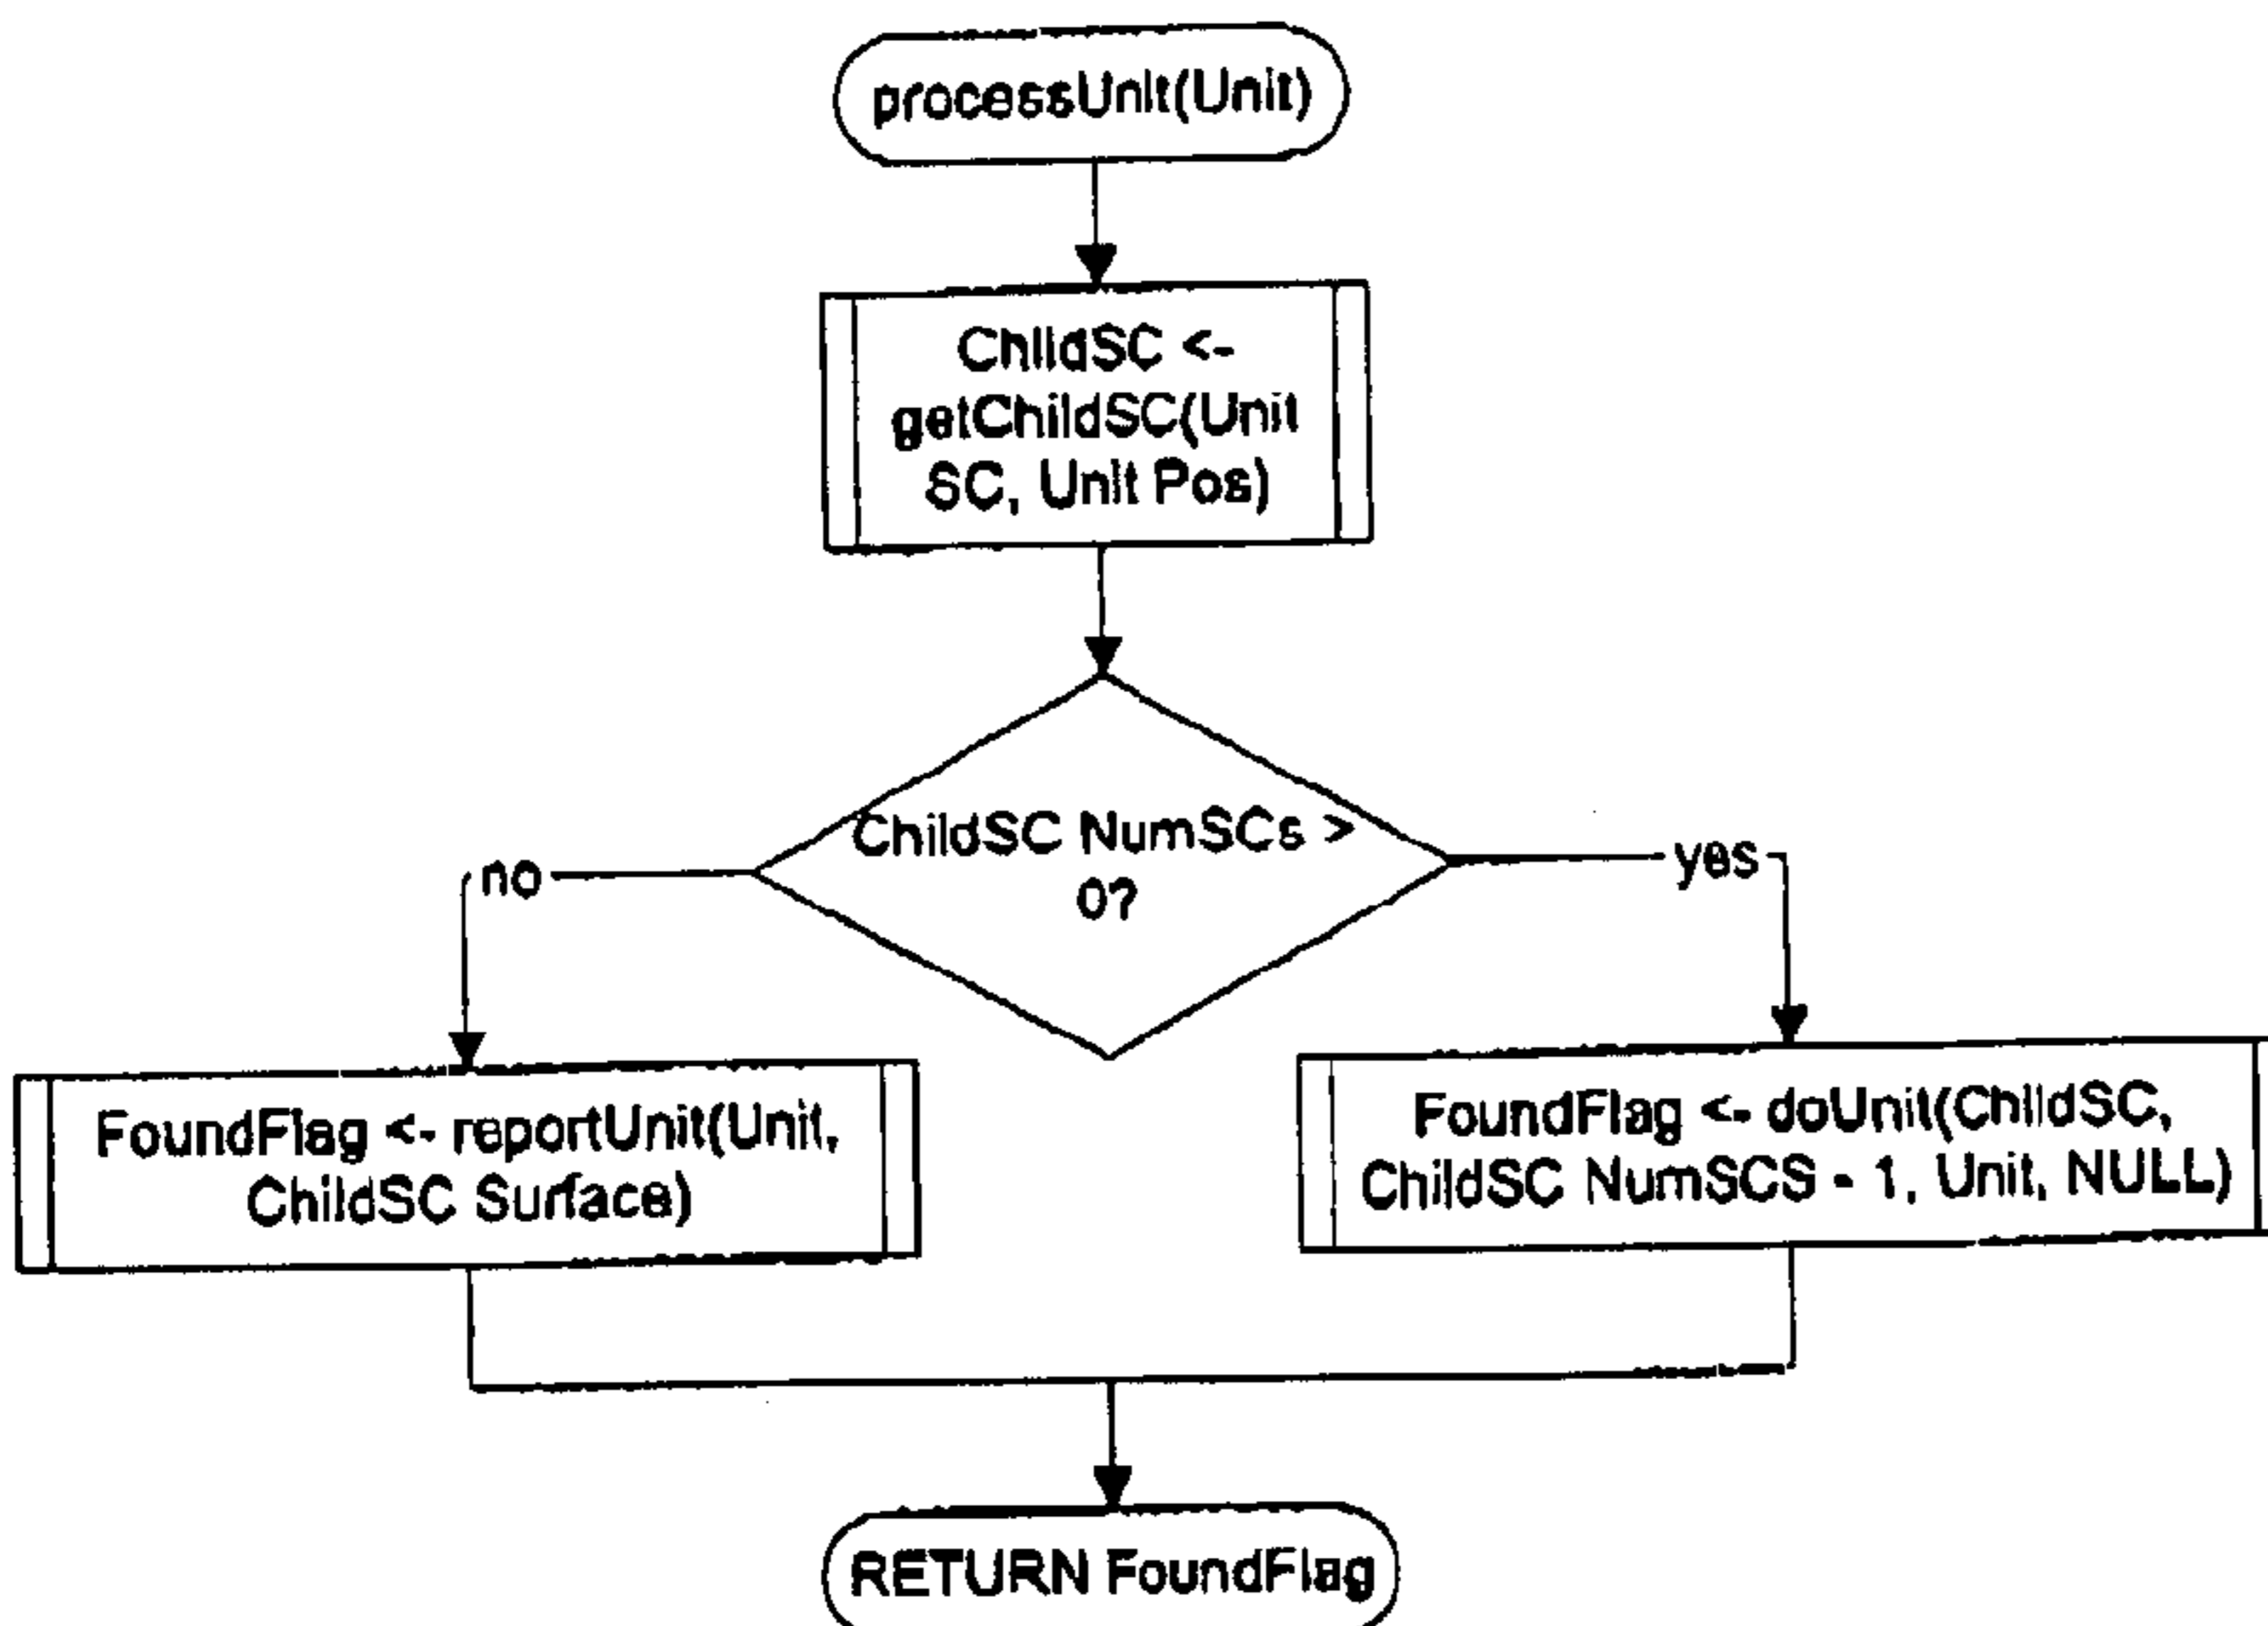 processUnit(Unit)
ChildSC <-
getChildSC(Unit
SC, Unit Pos)
ChildSC NumSCs >
0?
no
yes
FoundFlag <- reportUnit(Unit,
ChildSC Surface)
FoundFlag <- doUnit(ChildSC,
ChildSC NumSCS - 1, Unit, NULL)
RETURN FoundFlag